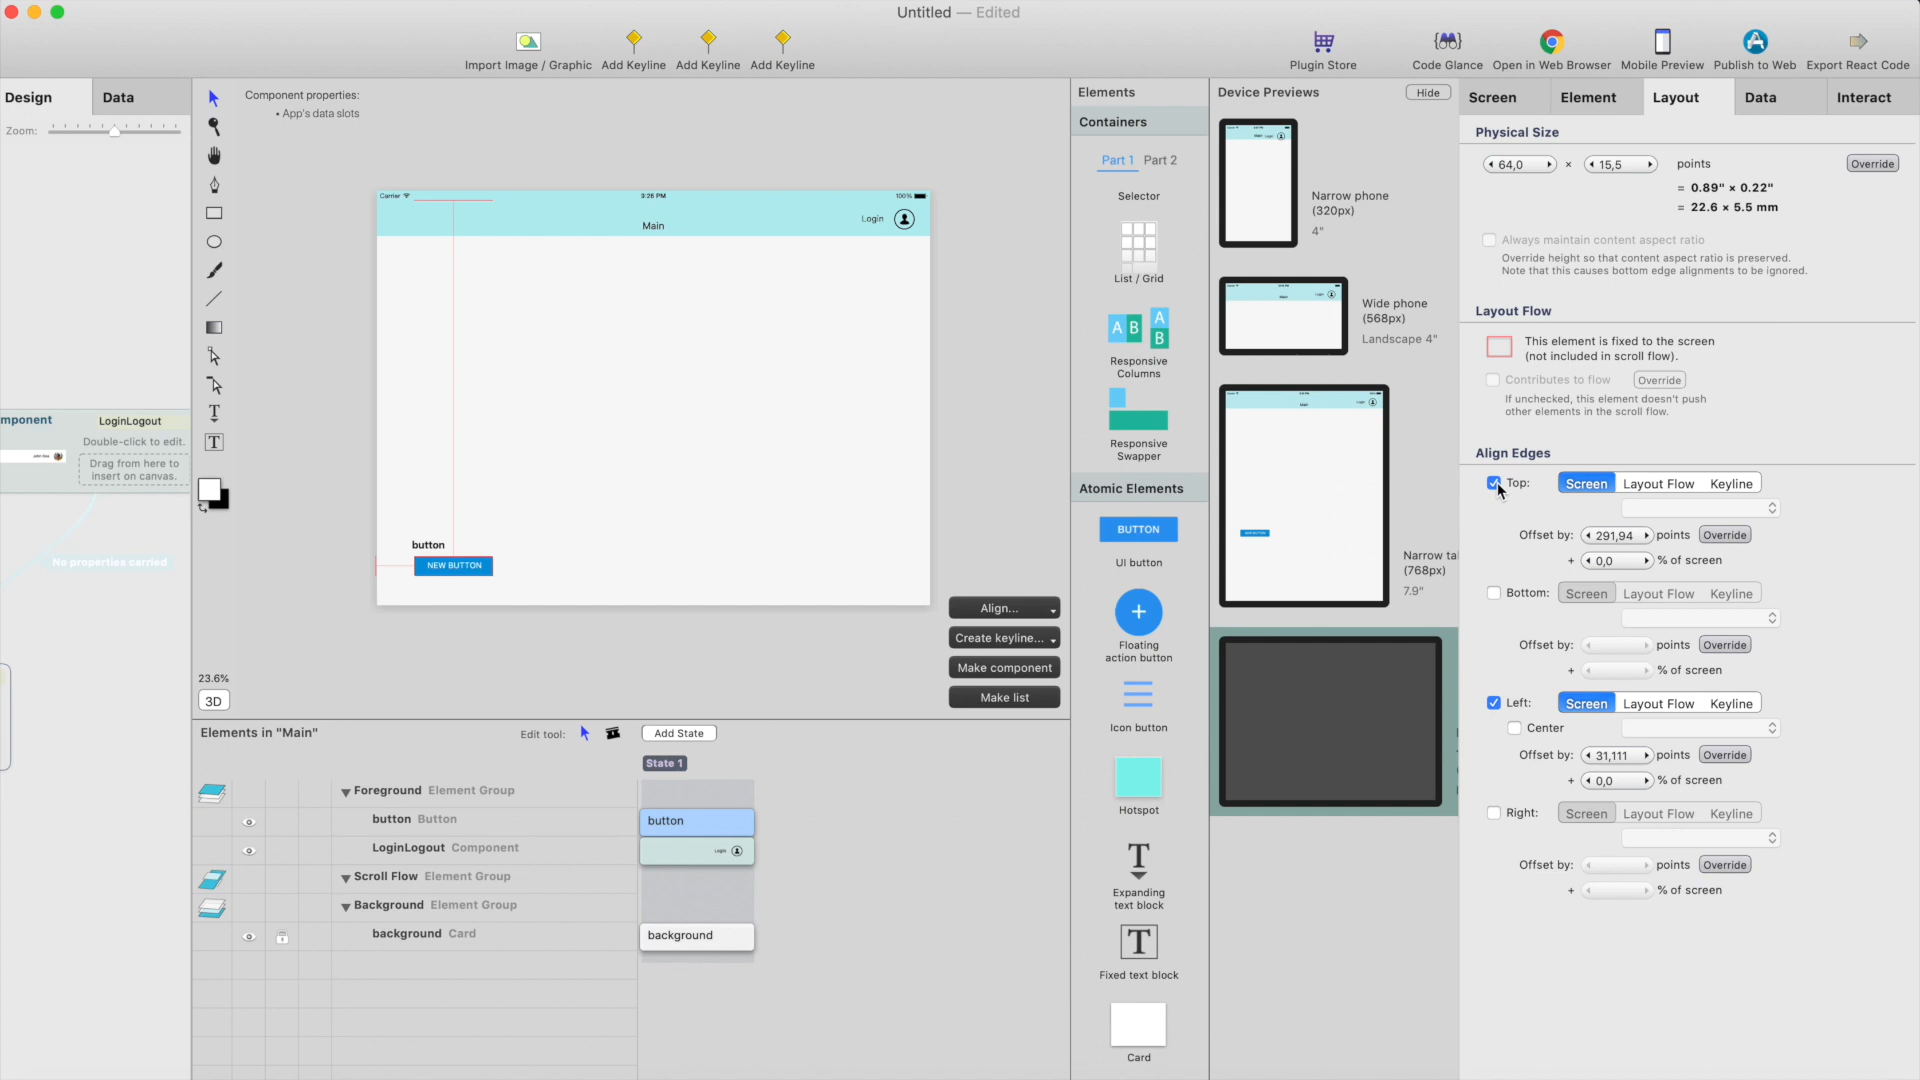 Untitled — Edited
Import Image / Graphic
Add Keyline
Add Keyline
Add Keyline
Plugin Store
Code Glance
Open in Web Browser
Mobile Preview
Publish to Web
Export React Code
Design
Data
Zoom:
mponent
LoginLogout
Double-click to edit.
Drag from here to
insert on canvas.
No properties carried
Component properties:
• App's data slots
Carrier
9:26 PM
100%
Login
Main
button
NEW BUTTON
Align...
Create keyline...
Make component
Make list
23.6%
3D
Elements in "Main"
Edit tool:
Add State
State 1
Foreground Element Group
button Button
button
LoginLogout Component
Login
Scroll Flow Element Group
Background Element Group
background Card
background
Elements
Containers
Part 1 Part 2
Selector
List / Grid
A B
A
B
Responsive
Columns
Responsive
Swapper
Atomic Elements
BUTTON
UI button
Floating
action button
Icon button
Hotspot
T
Expanding
text block
T
Fixed text block
Card
Device Previews
Hide
Narrow phone
(320px)
4"
Wide phone
(568px)
Landscape 4"
Narrow ta
(768px)
7.9"
Screen
Element
Layout
Data
Interact
Physical Size
64,0 × 15,5 points
Override
= 0.89" × 0.22"
= 22.6 × 5.5 mm
Always maintain content aspect ratio
Override height so that content aspect ratio is preserved.
Note that this causes bottom edge alignments to be ignored.
Layout Flow
This element is fixed to the screen
(not included in scroll flow).
Contributes to flow
Override
If unchecked, this element doesn't push
other elements in the scroll flow.
Align Edges
Top: Screen Layout Flow Keyline
Offset by: 291,94 points Override
+ 0,0 % of screen
Bottom: Screen Layout Flow Keyline
Offset by: points Override
+ % of screen
Left: Screen Layout Flow Keyline
Center
Offset by: 31,111 points Override
+ 0,0 % of screen
Right: Screen Layout Flow Keyline
Offset by: points Override
+ % of screen